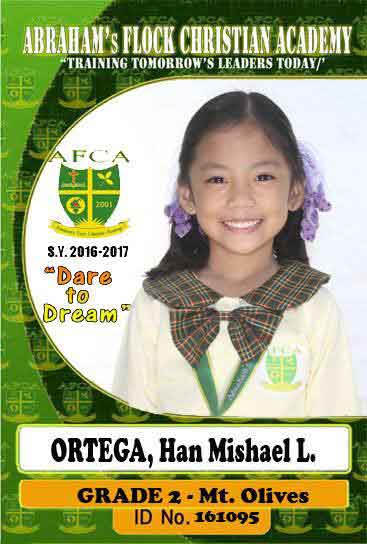 ABRAHAM's FLOCK CHRISTIAN ACADEMY
"TRAINING TOMORROW'S LEADERS TODAY/'
AFCA
2001
S.Y. 2016-2017
"Dare
to
Dream"
AFCA
ORTEGA, Han Mishael L.
GRADE 2 - Mt. Olives
ID No. 161095